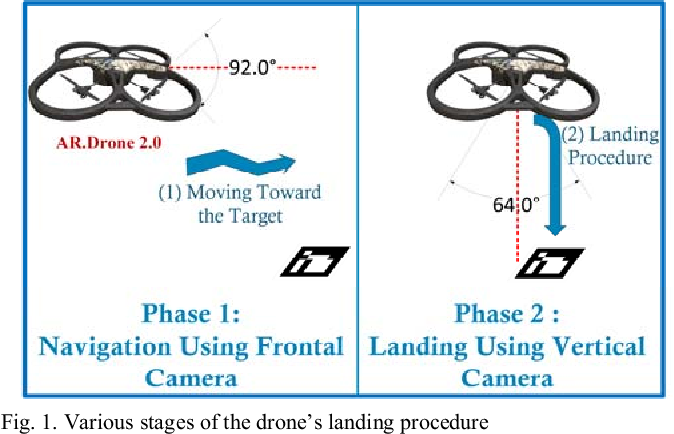 92.0°
AR.Drone 2.0
(1) Moving Toward
the Target
Phase 1:
Navigation Using Frontal
Camera
(2) Landing
Procedure
64.0°
Phase 2 :
Landing Using Vertical
Camera
Fig. 1. Various stages of the drone's landing procedure